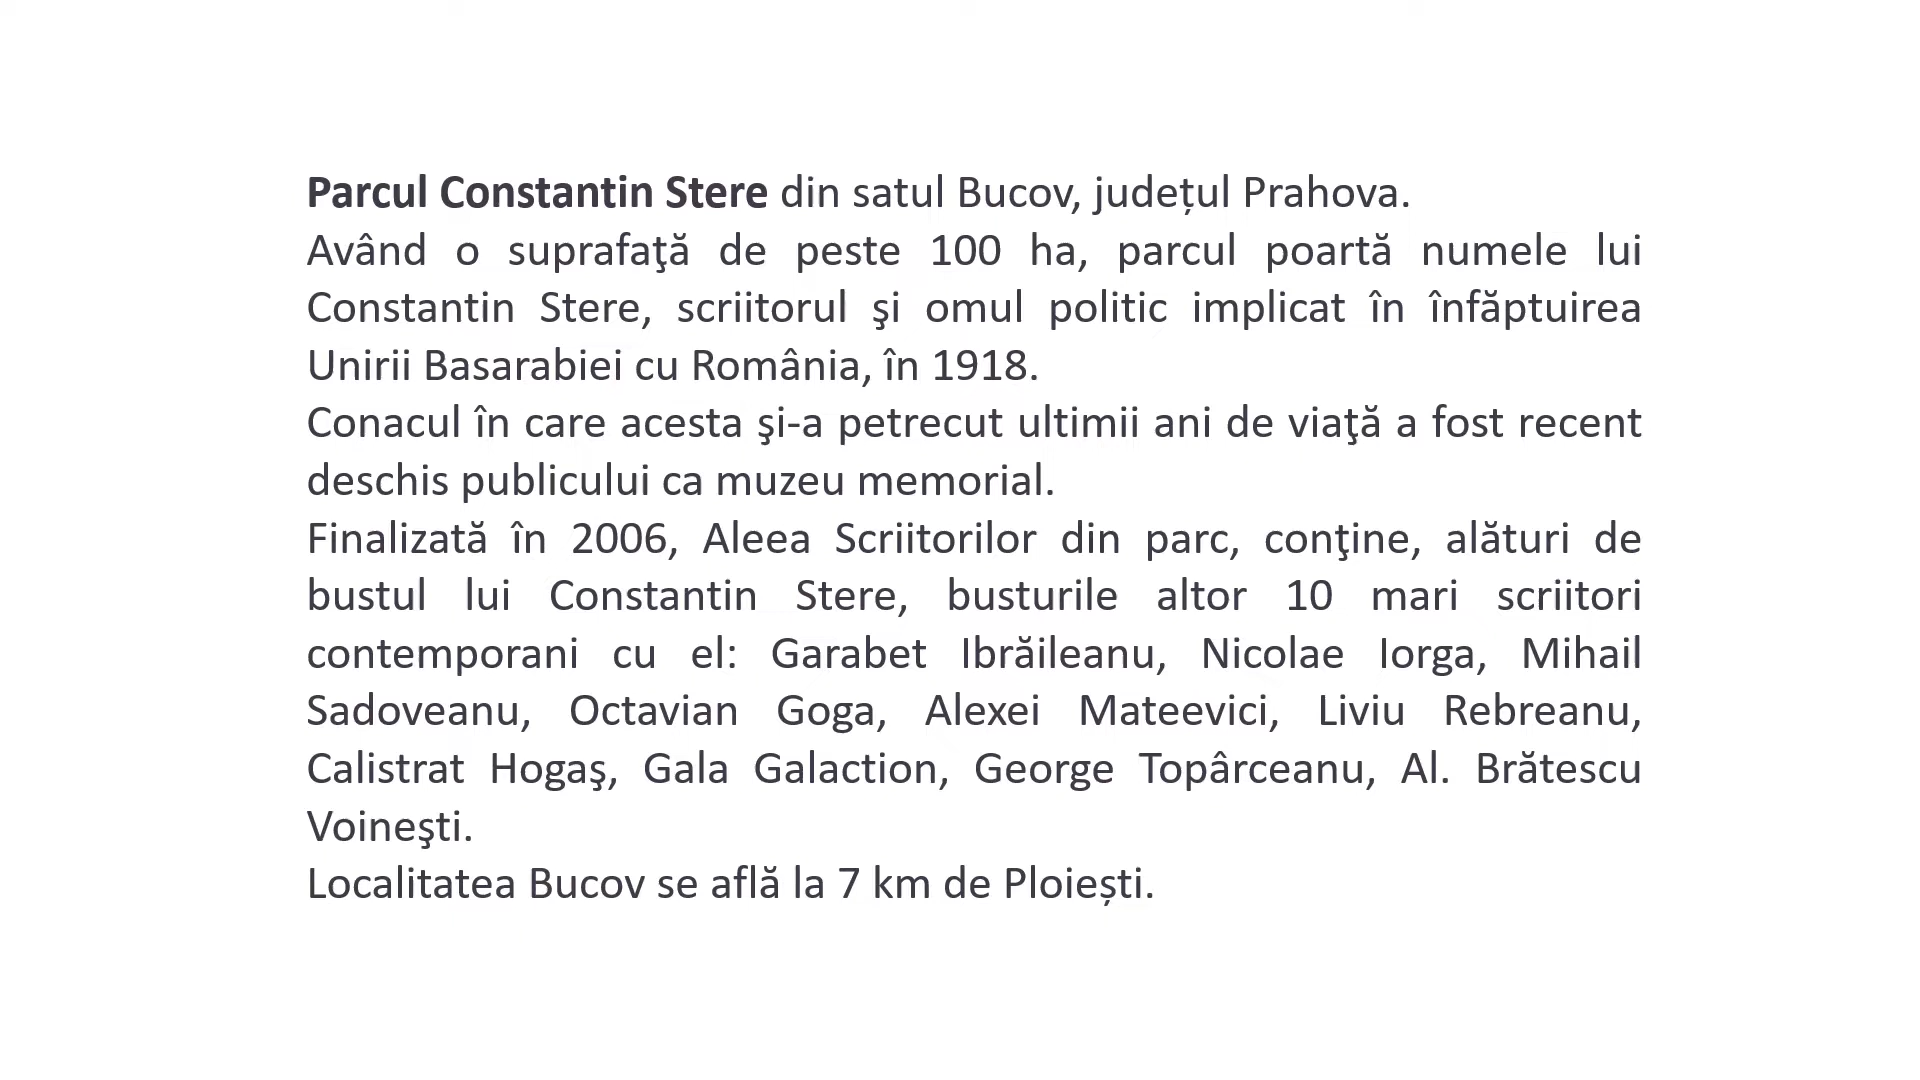 Parcul Constantin Stere din satul Bucov, județul Prahova.
Având o suprafaţă de peste 100 ha, parcul poartă numele lui
Constantin Stere, scriitorul şi omul politic implicat în înfăptuirea
Unirii Basarabiei cu România, în 1918.
Conacul în care acesta şi-a petrecut ultimii ani de viaţă a fost recent
deschis publicului ca muzeu memorial.
Finalizată în 2006, Aleea Scriitorilor din parc, conţine, alături de
bustul lui Constantin Stere, busturile altor 10 mari scriitori
contemporani cu el: Garabet Ibrăileanu, Nicolae Iorga, Mihail
Sadoveanu, Octavian Goga, Alexei Mateevici, Liviu Rebreanu,
Calistrat Hogaş, Gala Galaction, George Topârceanu, Al. Brătescu
Voineşti.
Localitatea Bucov se află la 7 km de Ploiești.